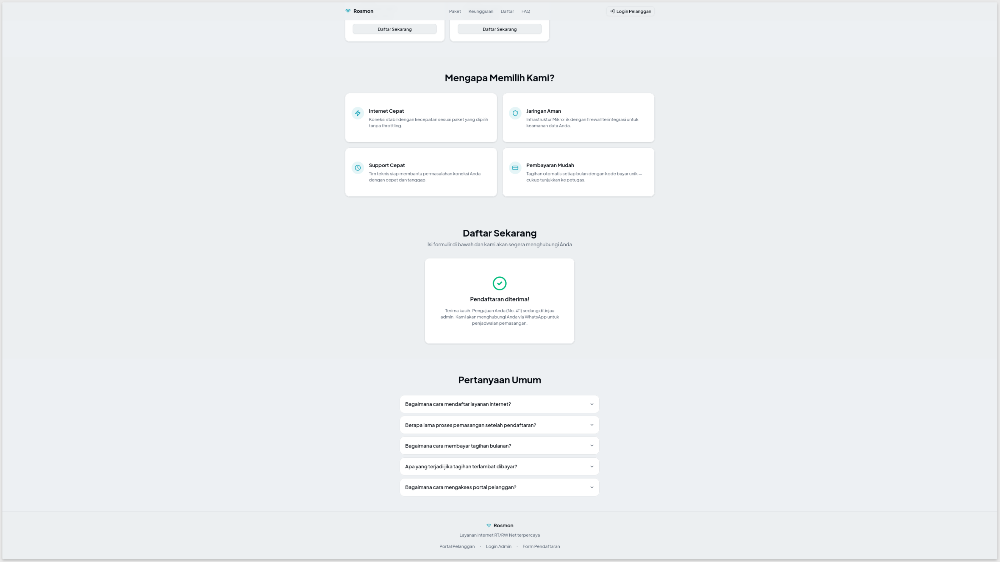 Rosmon
Paket
Keunggulan
Daftar
FAQ
Login Pelanggan
Daftar Sekarang
Daftar Sekarang
Mengapa Memilih Kami?
Internet Cepat
Koneksi stabil dengan kecepatan sesuai paket yang dipilih
tanpa throttling.
Jaringan Aman
Infrastruktur MikroTik dengan firewall terintegrasi untuk
keamanan data Anda.
Support Cepat
Tim teknis siap membantu permasalahan koneksi Anda
dengan cepat dan tanggap.
Pembayaran Mudah
Tagihan otomatis setiap bulan dengan kode bayar unik —
cukup tunjukkan ke petugas.
Daftar Sekarang
Isi formulir di bawah dan kami akan segera menghubungi Anda
Pendaftaran diterima!
Terima kasih. Pengajuan Anda (No. #1) sedang ditinjau
admin. Kami akan menghubungi Anda via WhatsApp untuk
penjadwalan pemasangan.
Pertanyaan Umum
Bagaimana cara mendaftar layanan internet?
Berapa lama proses pemasangan setelah pendaftaran?
Bagaimana cara membayar tagihan bulanan?
Apa yang terjadi jika tagihan terlambat dibayar?
Bagaimana cara mengakses portal pelanggan?
Rosmon
Layanan internet RT/RW Net terpercaya
Portal Pelanggan · Login Admin · Form Pendaftaran